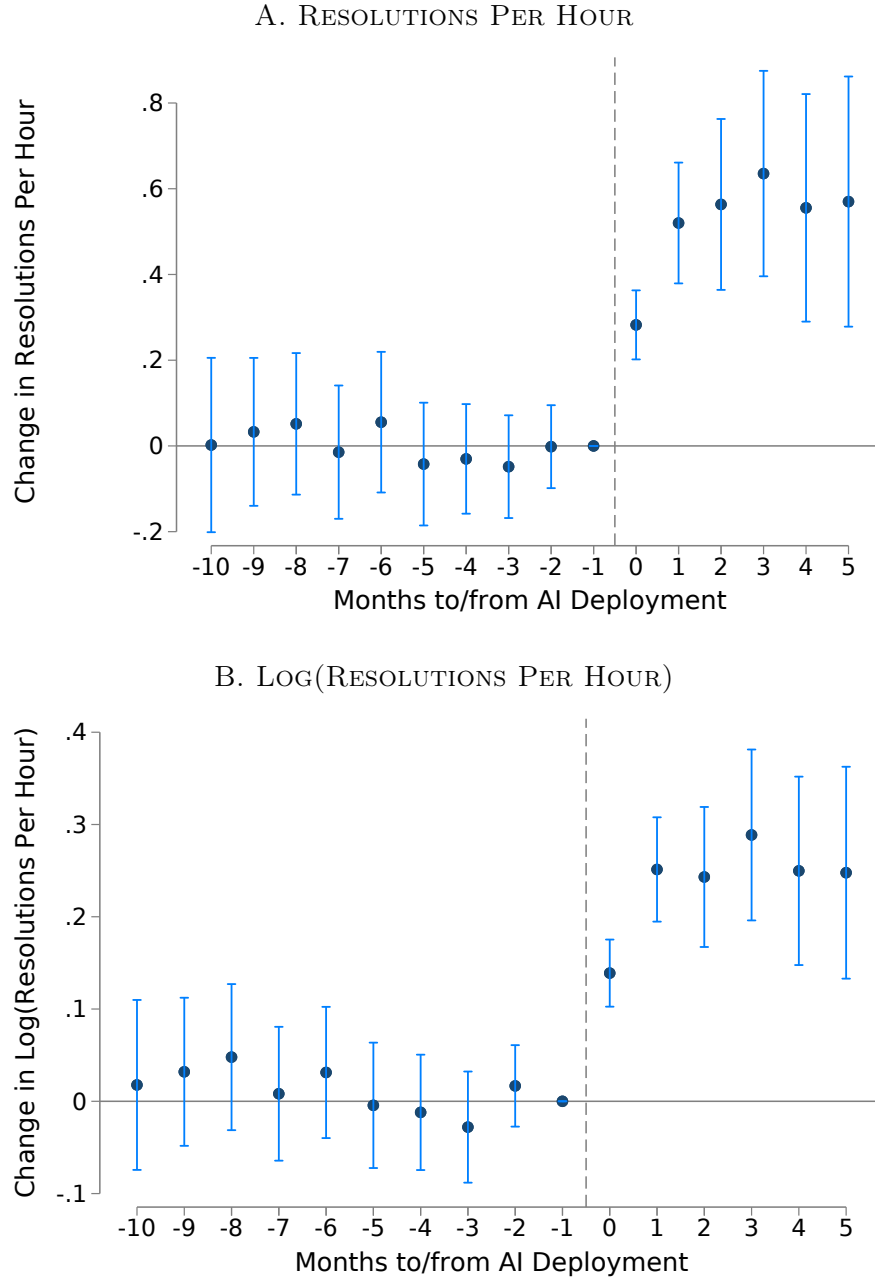 A. Resolutions Per Hour
Change in Resolutions Per Hour
.8
.6
.4
.2
0
-.2
-10 -9 -8 -7 -6 -5 -4 -3 -2 -1 0 1 2 3 4 5
Months to/from AI Deployment
B. Log(Resolutions Per Hour)
Change in Log(Resolutions Per Hour)
.4
.3
.2
.1
0
-.1
-10 -9 -8 -7 -6 -5 -4 -3 -2 -1 0 1 2 3 4 5
Months to/from AI Deployment